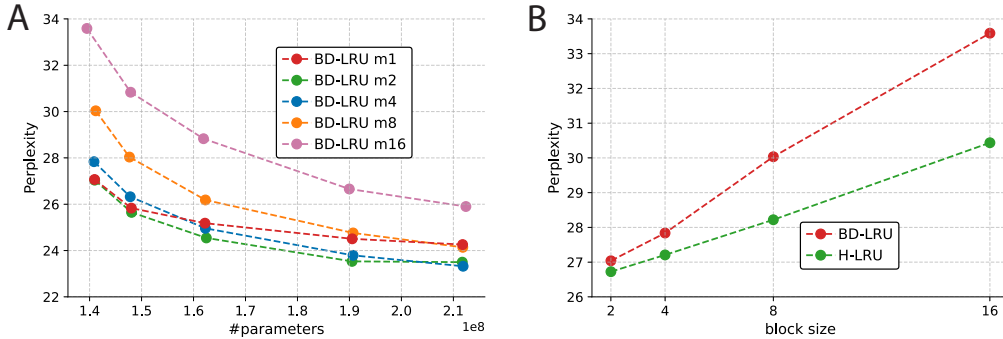 A
34
32
30
28
26
24
22
Perplexity
1.4
1.5
1.6
1.7
1.8
1.9
2.0
2.1
1e8
#parameters
BD-LRU m1
BD-LRU m2
BD-LRU m4
BD-LRU m8
BD-LRU m16
B
34
33
32
31
30
29
28
27
26
Perplexity
2
4
8
16
block size
BD-LRU
H-LRU